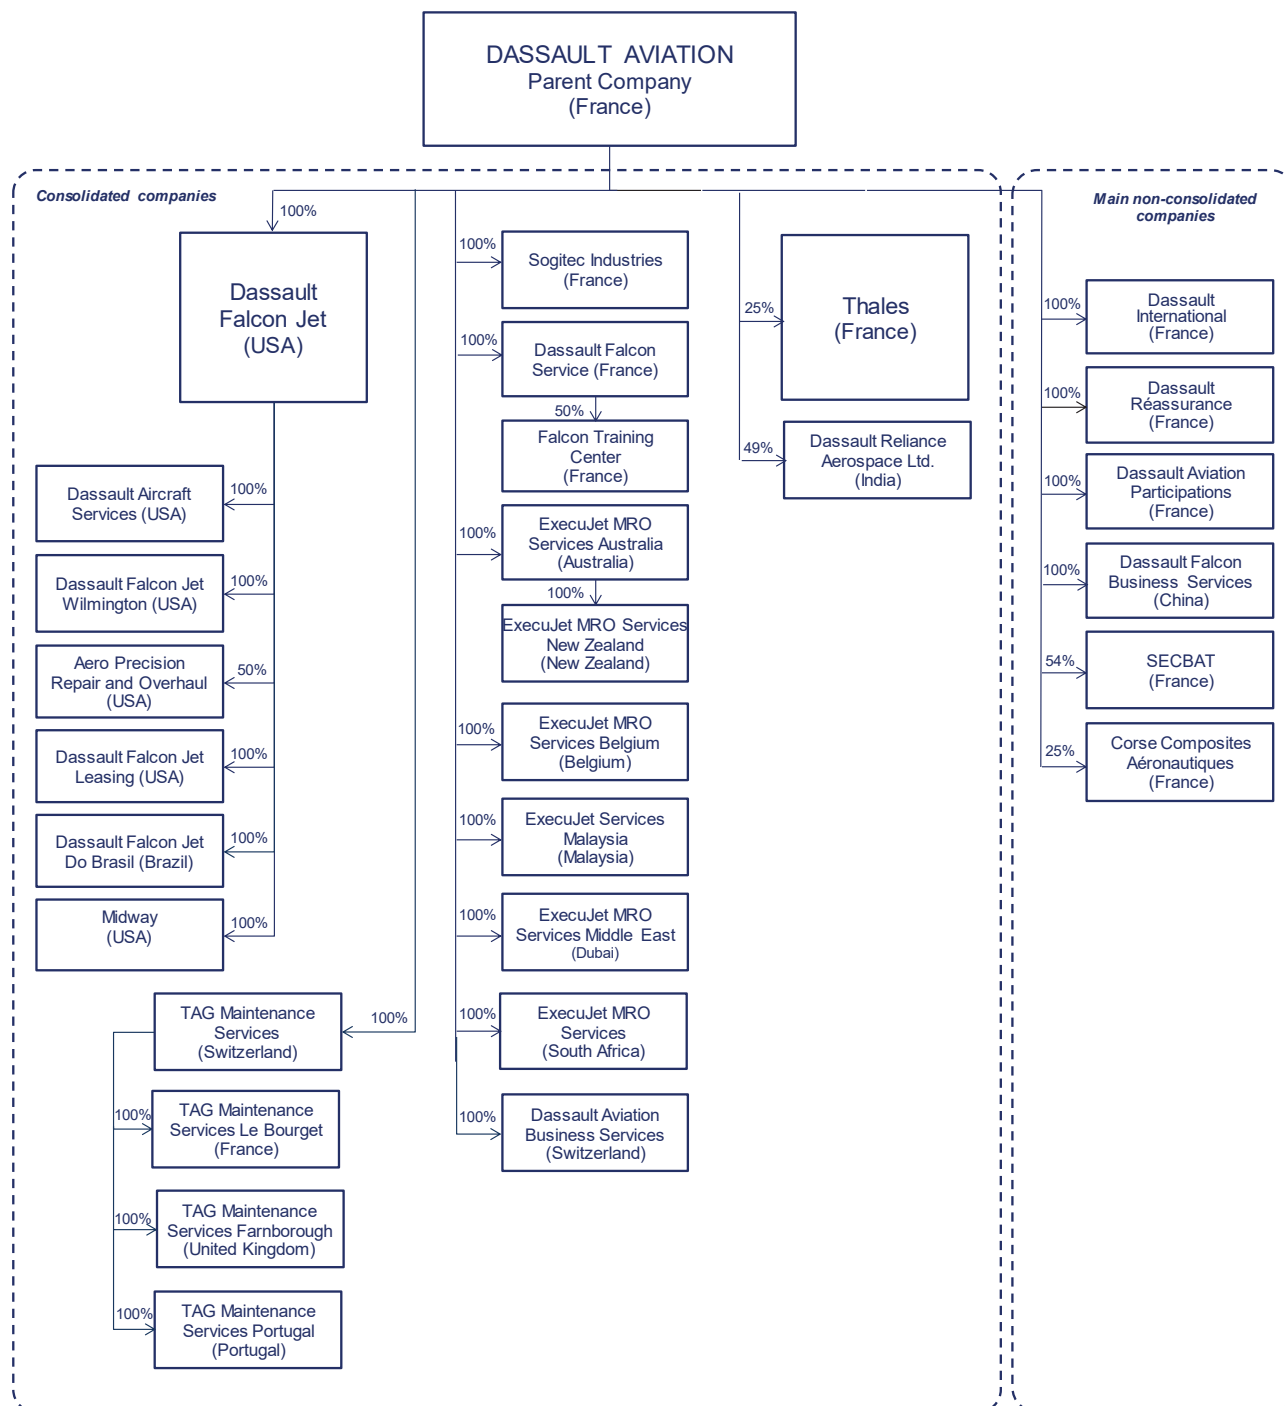 DASSAULT AVIATION
Parent Company
(France)
Consolidated companies
100%
Dassault
Falcon Jet
(USA)
100%
Dassault Aircraft
Services (USA)
100%
Dassault Falcon Jet
Wilmington (USA)
50%
Aero Precision
Repair and Overhaul
(USA)
100%
Dassault Falcon Jet
Leasing (USA)
100%
Dassault Falcon Jet
Do Brasil (Brazil)
100%
Midway
(USA)
100%
TAG Maintenance
Services
(Switzerland)
100%
TAG Maintenance
Services Le Bourget
(France)
100%
TAG Maintenance
Services Farnborough
(United Kingdom)
100%
TAG Maintenance
Services Portugal
(Portugal)
100%
Sogitec Industries
(France)
100%
Dassault Falcon
Service (France)
50%
Falcon Training
Center
(France)
100%
ExecuJet MRO
Services Australia
(Australia)
100%
ExecuJet MRO Services
New Zealand
(New Zealand)
100%
ExecuJet MRO
Services Belgium
(Belgium)
100%
ExecuJet Services
Malaysia
(Malaysia)
100%
ExecuJet MRO
Services Middle East
(Dubai)
100%
ExecuJet MRO
Services
(South Africa)
100%
Dassault Aviation
Business Services
(Switzerland)
25%
Thales
(France)
49%
Dassault Reliance
Aerospace Ltd.
(India)
Main non-consolidated
companies
100%
Dassault
International
(France)
100%
Dassault
Réassurance
(France)
100%
Dassault Aviation
Participations
(France)
100%
Dassault Falcon
Business Services
(China)
54%
SECBAT
(France)
25%
Corse Composites
Aéronautiques
(France)